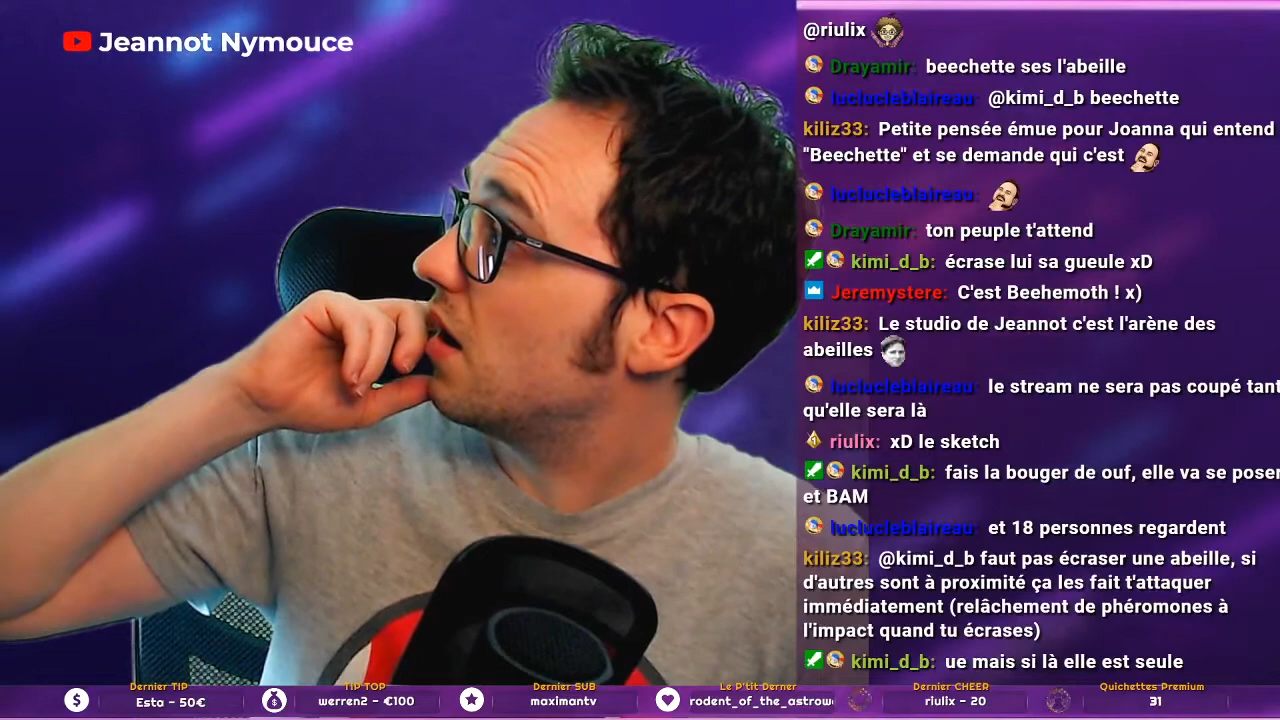 Jeannot Nymouce
@riulix
Drayamir: beechette ses l'abeille
luclucleblaireau: @kimi_d_b beechette
kiliz33: Petite pensée émue pour Joanna qui entend
"Beechette" et se demande qui c'est
luclucleblaireau:
Drayamir: ton peuple t'attend
kimi_d_b: écrase lui sa gueule xD
Jeremystere: C'est Beehemoth ! x)
kiliz33: Le studio de Jeannot c'est l'arène des
abeilles
luclucleblaireau: le stream ne sera pas coupé tant
qu'elle sera là
riulix: xD le sketch
kimi_d_b: fais la bouger de ouf, elle va se poser
et BAM
luclucleblaireau: et 18 personnes regardent
kiliz33: @kimi_d_b faut pas écraser une abeille, si
d'autres sont à proximité ça les fait t'attaquer
immédiatement (relâchement de phéromones à
l'impact quand tu écrases)
kimi_d_b: ue mais si là elle est seule
Dernier TIP
Esta - 50€
TIP TOP
werren2 - €100
Dernier SUB
maximantv
Le P'tit Derner
rodent_of_the_astrow
Dernier CHEER
riulix - 20
Quichettes Premium
31